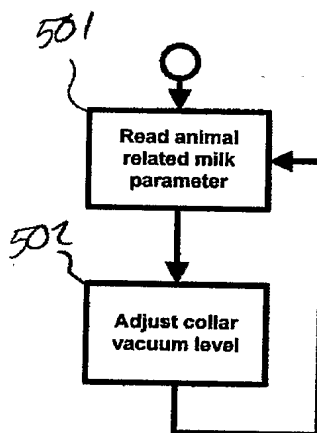 501
Read animal
related milk
parameter
502
Adjust collar
vacuum level